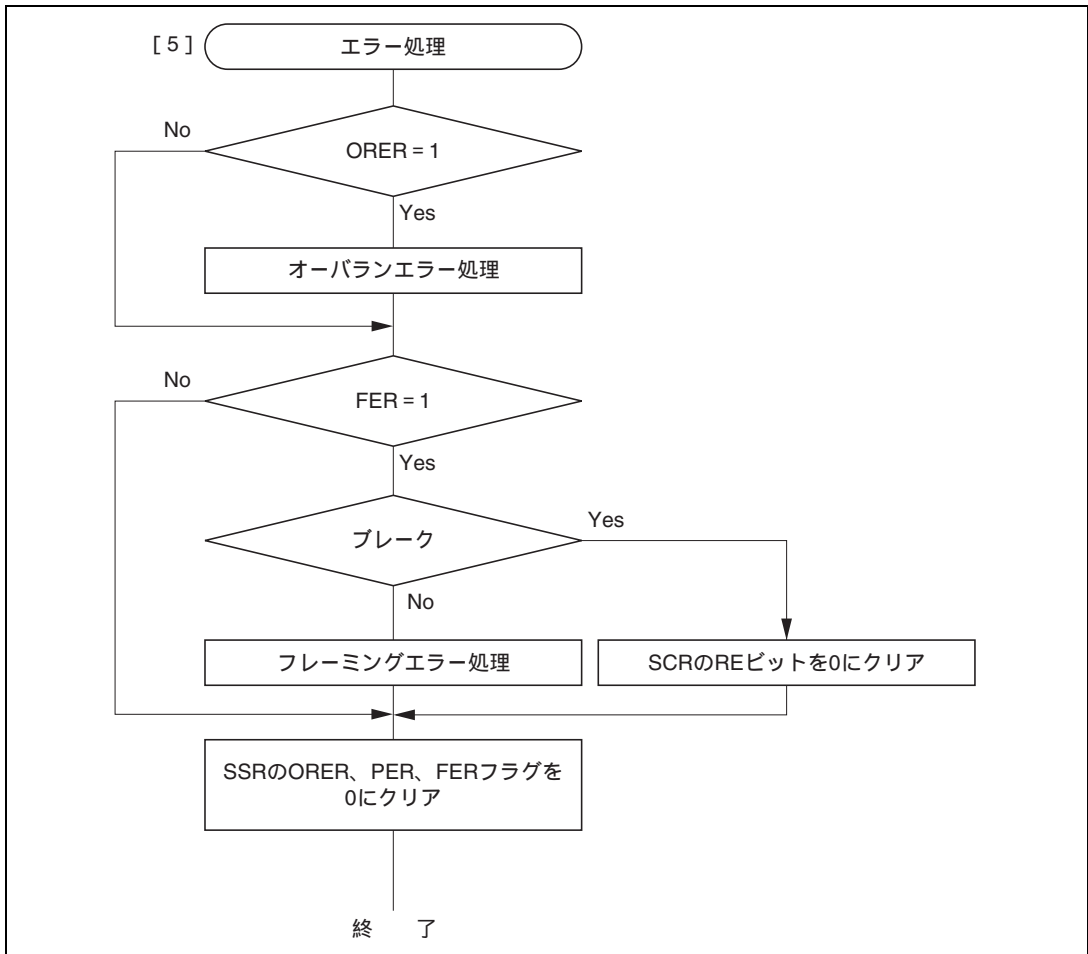 [ 5 ] エラー処理
No
ORER = 1
Yes
オーバランエラー処理
No
FER = 1
Yes
Yes
ブレーク
No
フレーミングエラー処理
SCRのREビットを0にクリア
SSRのORER、PER、FERフラグを
0にクリア
終 了